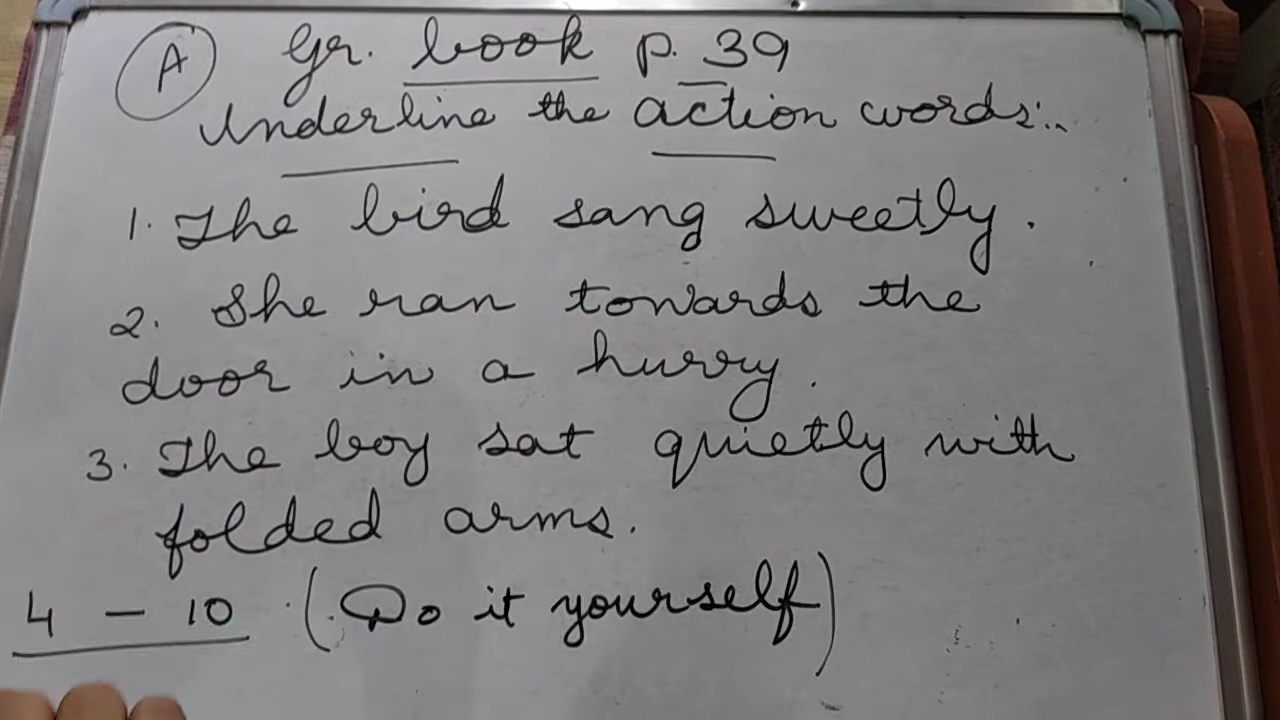 A Gr. book p. 39
Underline the action words:..
1. The bird sang sweetly.
2. She ran towards the
door in a hurry.
3. The boy sat quietly with
folded arms.
4 - 10 (Do it yourself)